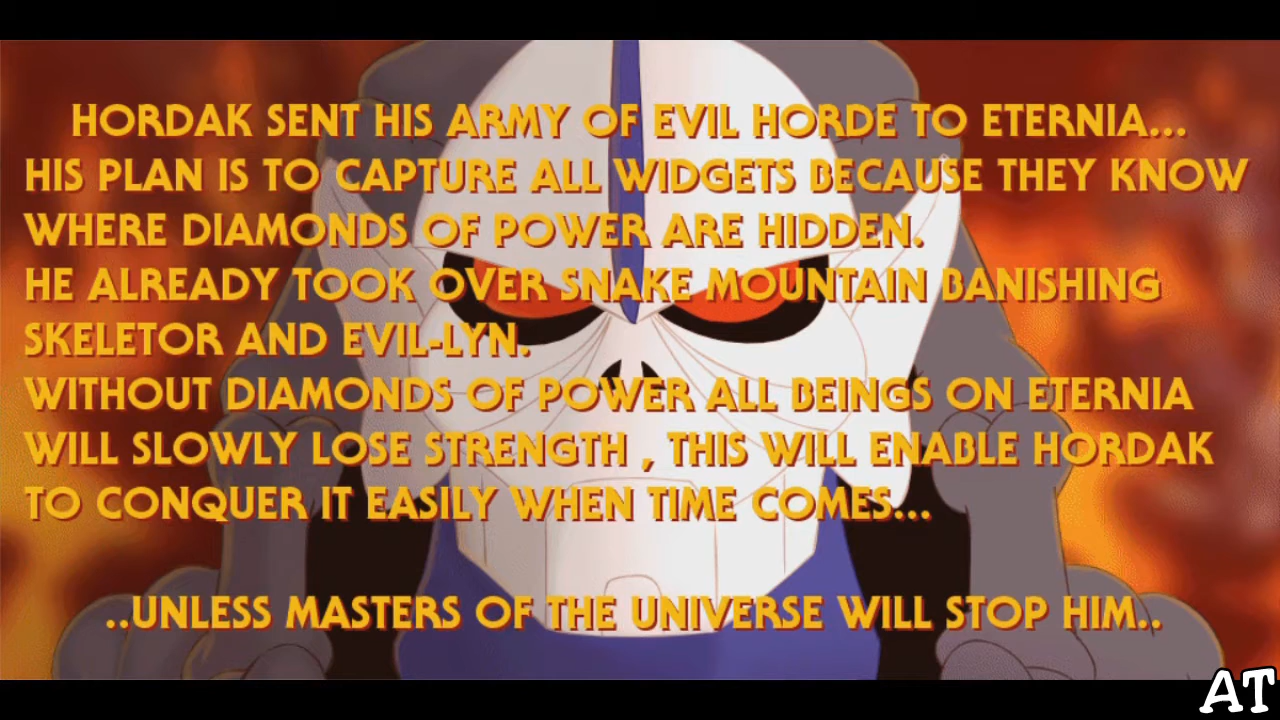 HORDAK SENT HIS ARMY OF EVIL HORDE TO ETERNIA...
HIS PLAN IS TO CAPTURE ALL WIDGETS BECAUSE THEY KNOW
WHERE DIAMONDS OF POWER ARE HIDDEN.
HE ALREADY TOOK OVER SNAKE MOUNTAIN BANISHING
SKELETOR AND EVIL-LYN.
WITHOUT DIAMONDS OF POWER ALL BEINGS ON ETERNIA
WILL SLOWLY LOSE STRENGTH , THIS WILL ENABLE HORDAK
TO CONQUER IT EASILY WHEN TIME COMES...
..UNLESS MASTERS OF THE UNIVERSE WILL STOP HIM..
AT